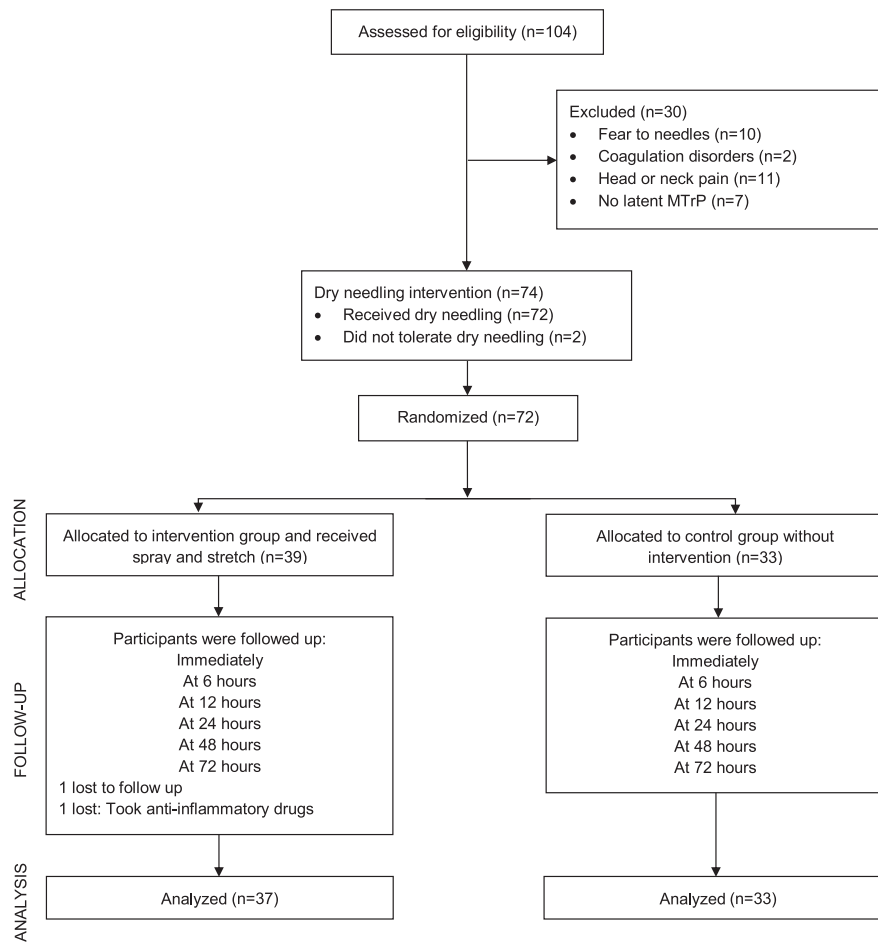 Assessed for eligibility (n=104)
Excluded (n=30)
• Fear to needles (n=10)
• Coagulation disorders (n=2)
• Head or neck pain (n=11)
• No latent MTrP (n=7)
Dry needling intervention (n=74)
• Received dry needling (n=72)
• Did not tolerate dry needling (n=2)
Randomized (n=72)
ALLOCATION
Allocated to intervention group and received
spray and stretch (n=39)
Allocated to control group without
intervention (n=33)
FOLLOW-UP
Participants were followed up:
Immediately
At 6 hours
At 12 hours
At 24 hours
At 48 hours
At 72 hours
1 lost to follow up
1 lost: Took anti-inflammatory drugs
Participants were followed up:
Immediately
At 6 hours
At 12 hours
At 24 hours
At 48 hours
At 72 hours
ANALYSIS
Analyzed (n=37)
Analyzed (n=33)